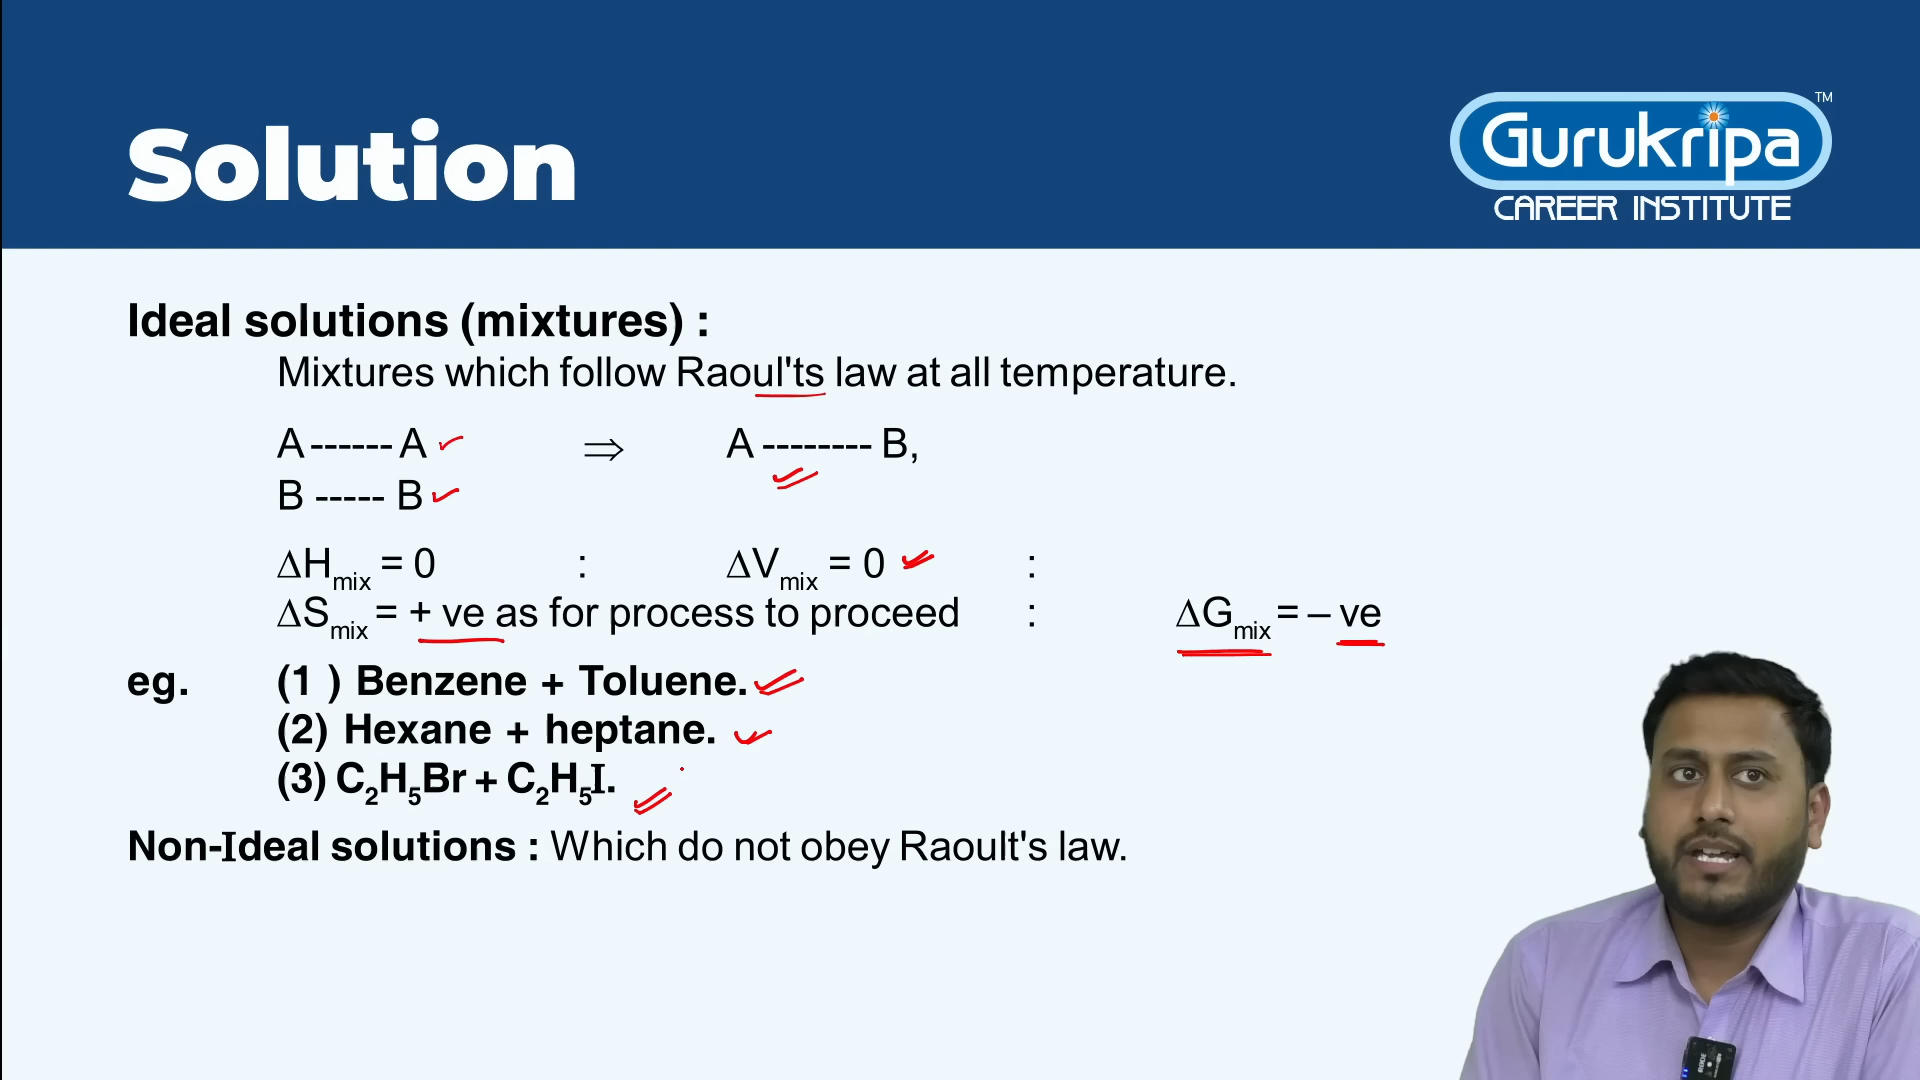 Solution
Gurukripa TM
CAREER INSTITUTE
Ideal solutions (mixtures) :
Mixtures which follow Raoul'ts law at all temperature.
A ------ A ⇒ A -------- B,
B ----- B
ΔHmix = 0 : ΔVmix = 0 :
ΔSmix = + ve as for process to proceed : ΔGmix = – ve
eg. (1 ) Benzene + Toluene.
(2) Hexane + heptane.
(3) C2H5Br + C2H5I.
Non-Ideal solutions : Which do not obey Raoult's law.